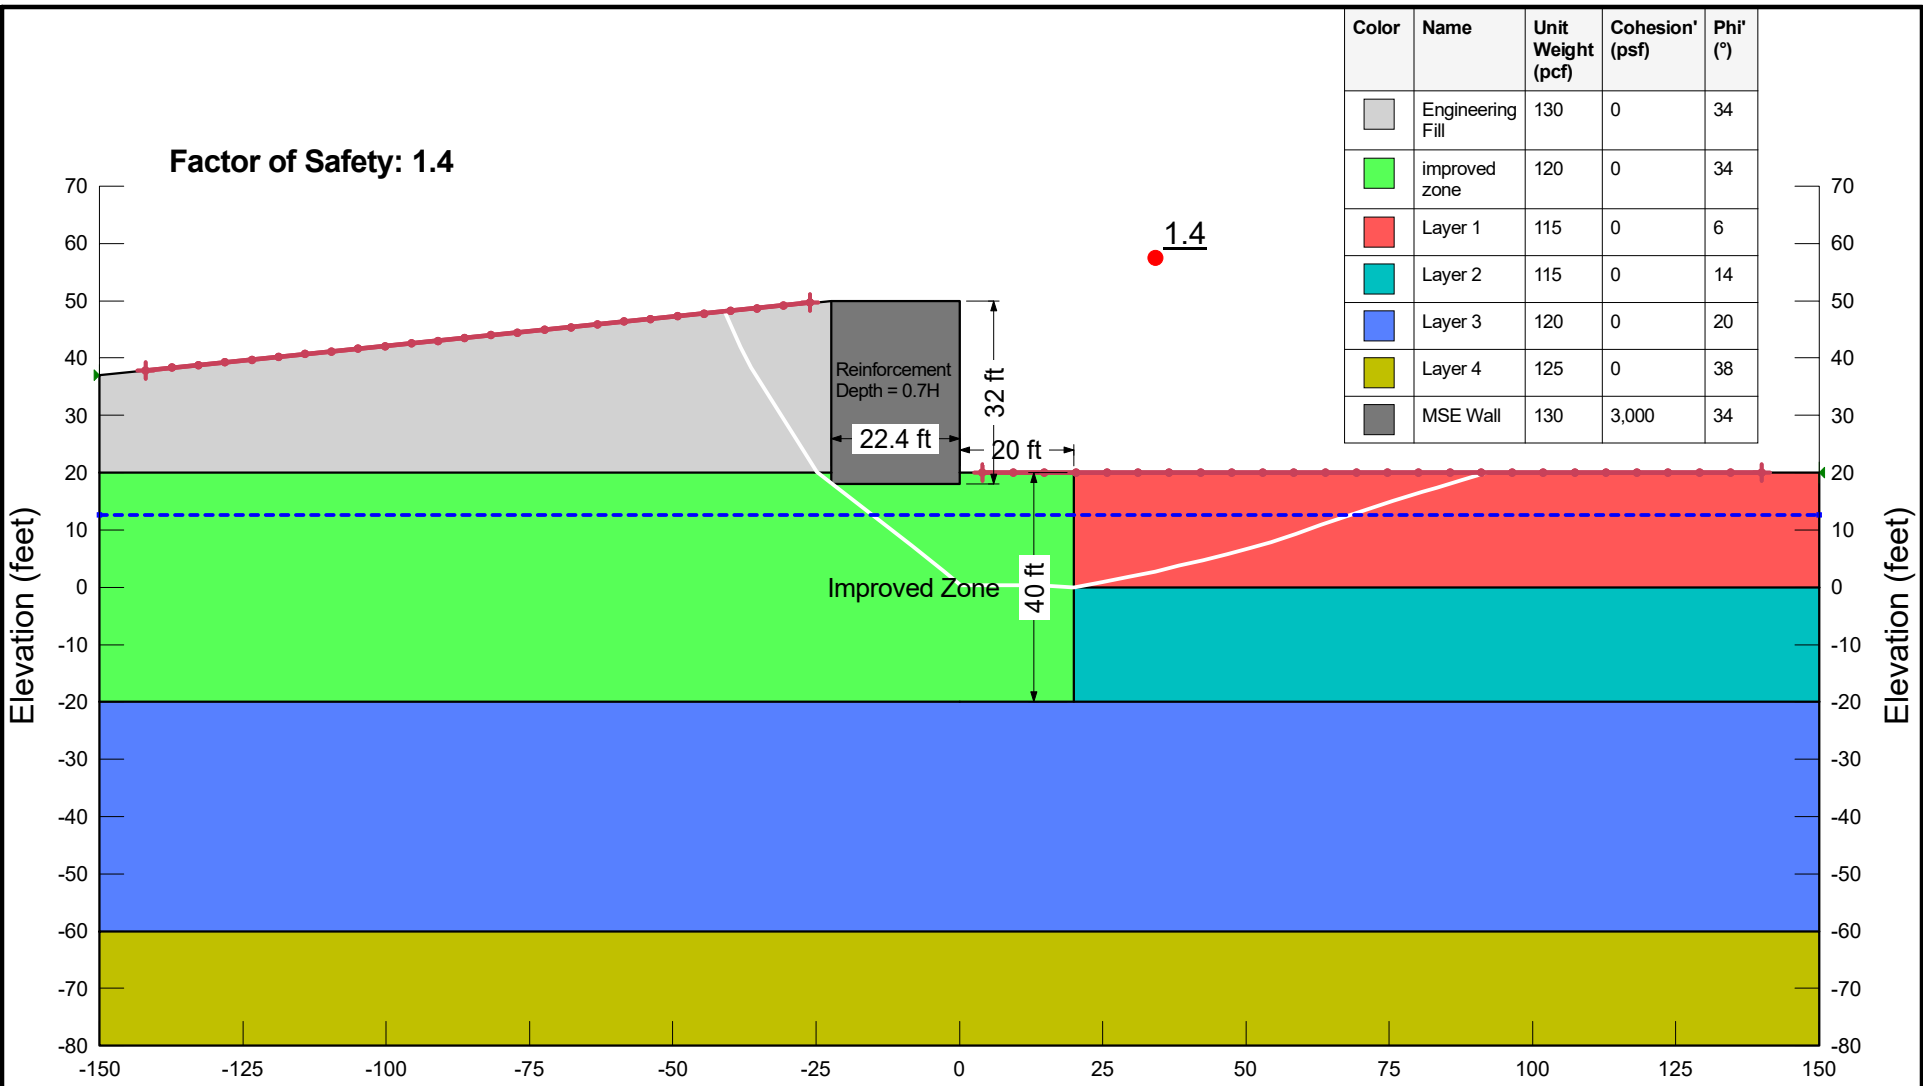 Color Name Unit Weight (pcf) Cohesion' (psf) Phi' (°)
Engineering Fill 130 0 34
improved zone 120 0 34
Layer 1 115 0 6
Layer 2 115 0 14
Layer 3 120 0 20
Layer 4 125 0 38
MSE Wall 130 3,000 34
Factor of Safety: 1.4
1.4
Reinforcement
Depth = 0.7H
32 ft
22.4 ft
20 ft
40 ft
Improved Zone
Elevation (feet)
70
60
50
40
30
20
10
0
-10
-20
-30
-40
-50
-60
-70
-80
Elevation (feet)
70
60
50
40
30
20
10
0
-10
-20
-30
-40
-50
-60
-70
-80
-150 -125 -100 -75 -50 -25 0 25 50 75 100 125 150